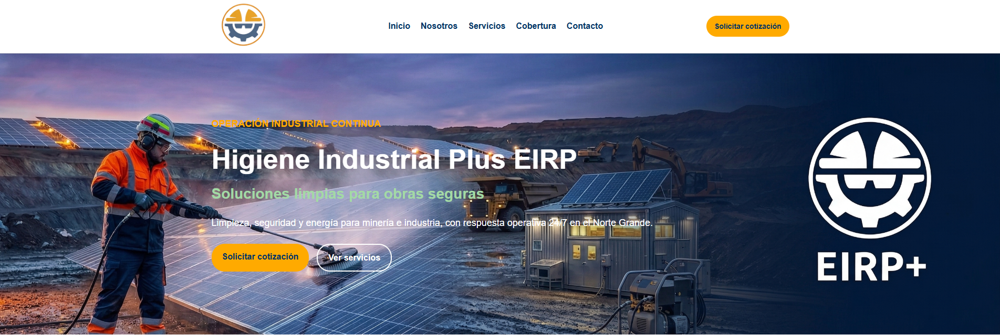 Inicio Nosotros Servicios Cobertura Contacto Solicitar cotización
OPERACIÓN INDUSTRIAL CONTINUA
Higiene Industrial Plus EIRP
Soluciones limpias para obras seguras
Limpieza, seguridad y energía para minería e industria, con respuesta operativa 24/7 en el Norte Grande.
Solicitar cotización Ver servicios
EIRP+